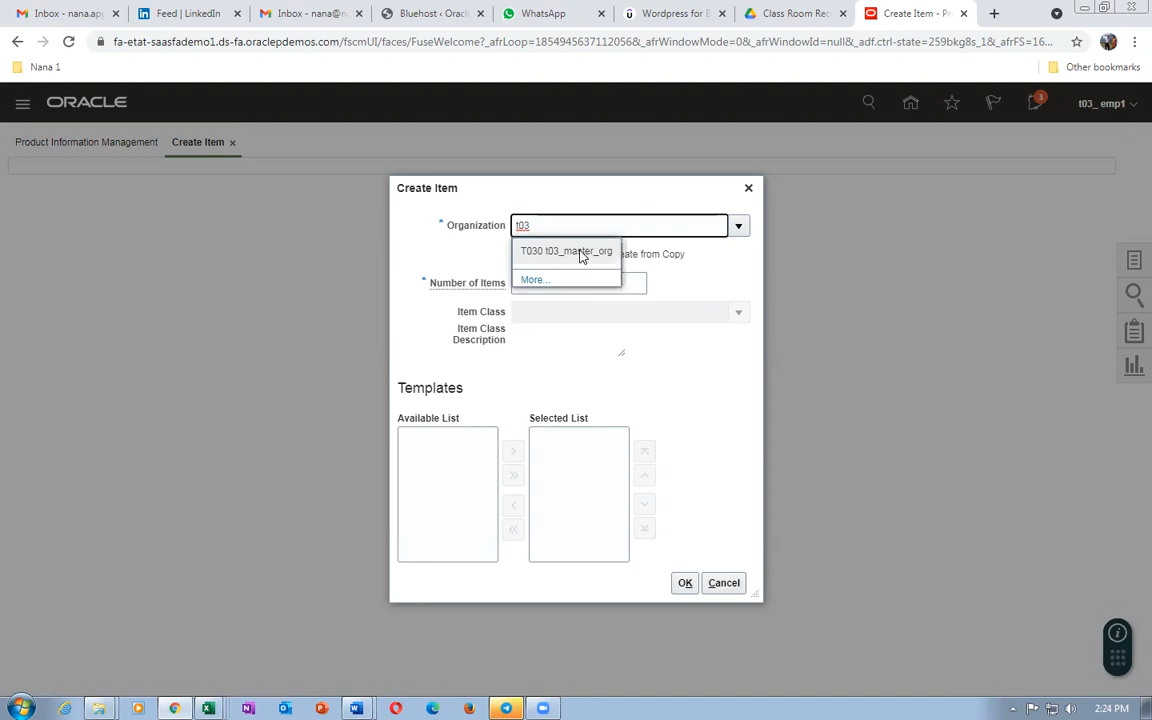 Inbox - nana.app
Feed | LinkedIn
Inbox - nana@n
Bluehost ‹ Oracl
WhatsApp
Wordpress for B
Class Room Rec
Create Item - Pr
fa-etat-saasfademo1.ds-fa.oraclepdemos.com/fscmUI/faces/FuseWelcome?_afrLoop=1854945637112056&_afrWindowMode=0&_afrWindowId=null&_adf.ctrl-state=259bkg8s_1&_afrFS=16...
Nana 1
Other bookmarks
ORACLE
3
t03_ emp1
Product Information Management
Create Item
Create Item
* Organization
t03
T030 t03_master_org
More...
eate from Copy
* Number of Items
Item Class
Item Class
Description
Templates
Available List
Selected List
OK
Cancel
2:24 PM